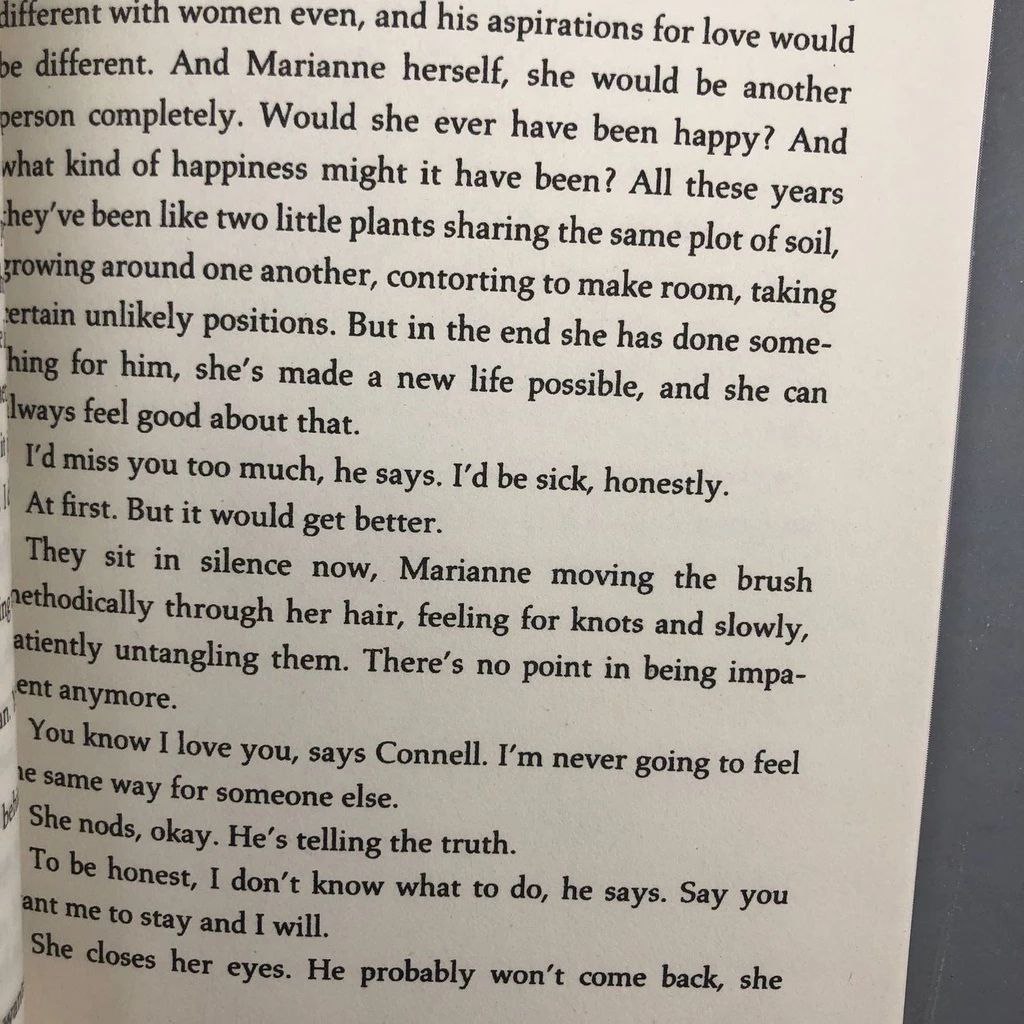 different with women even, and his aspirations for love would
be different. And Marianne herself, she would be another
person completely. Would she ever have been happy? And
what kind of happiness might it have been? All these years
they've been like two little plants sharing the same plot of soil,
growing around one another, contorting to make room, taking
certain unlikely positions. But in the end she has done some-
hing for him, she's made a new life possible, and she can
lways feel good about that.
I'd miss you too much, he says. I'd be sick, honestly.
At first. But it would get better.
They sit in silence now, Marianne moving the brush
methodically through her hair, feeling for knots and slowly,
atiently untangling them. There's no point in being impa-
ent anymore.
You know I love you, says Connell. I'm never going to feel
he same way for someone else.
She nods, okay. He's telling the truth.
To be honest, I don't know what to do, he says. Say you
ant me to stay and I will.
She closes her eyes. He probably won't come back, she